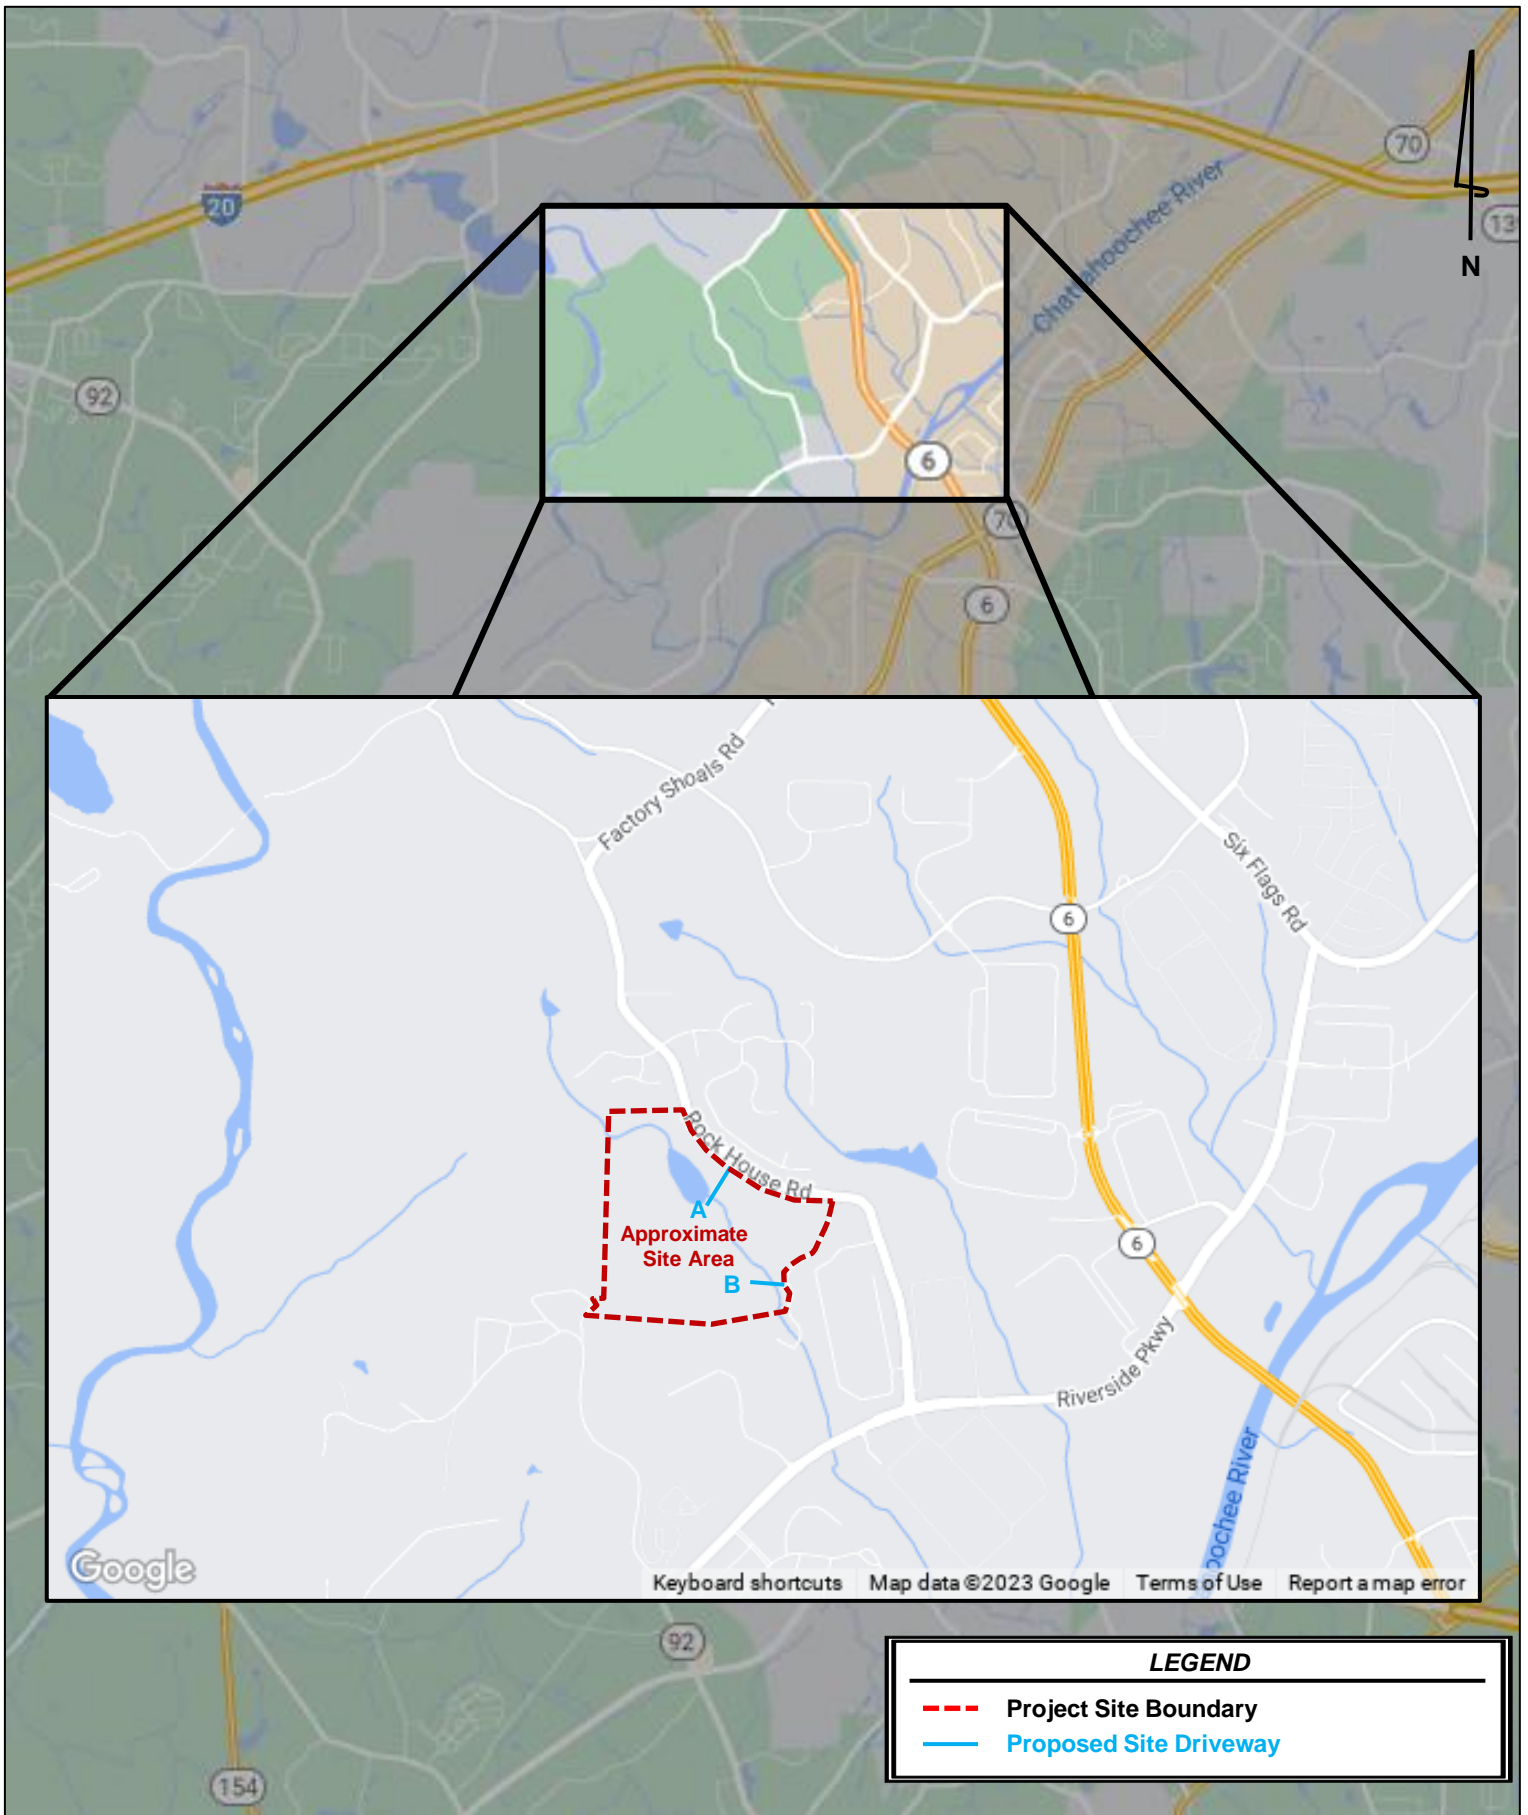 70
20
13
N
Chattahoochee River
92
6
70
6
Factory Shoals Rd
Six Flags Rd
6
Rock House Rd
A
Approximate
Site Area
B
6
Riverside Pkwy
oochee River
Google
Keyboard shortcuts
Map data ©2023 Google
Terms of Use
Report a map error
92
LEGEND
Project Site Boundary
Proposed Site Driveway
154